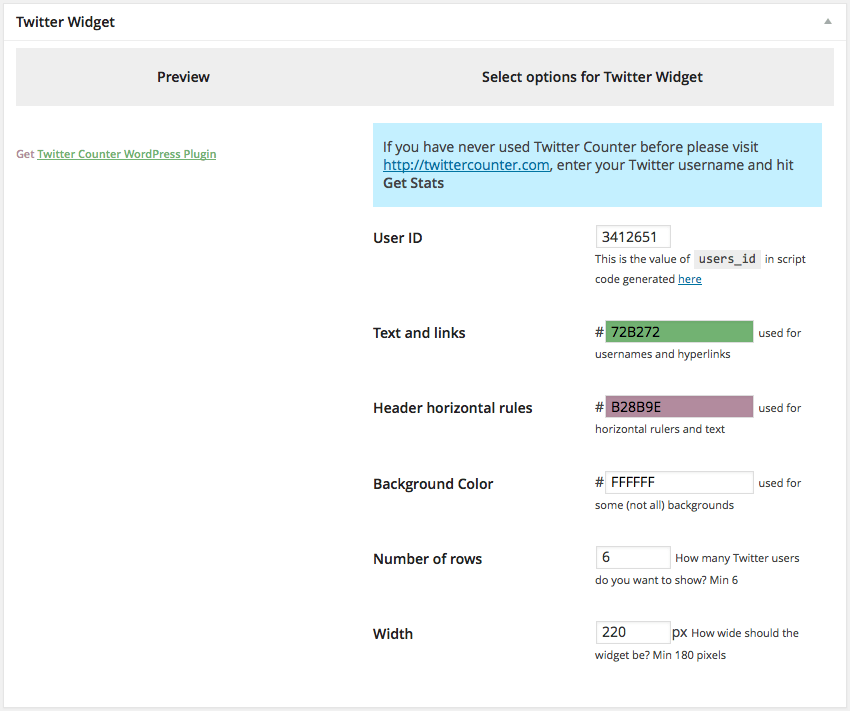 Twitter Widget
Preview
Select options for Twitter Widget
Get Twitter Counter WordPress Plugin
If you have never used Twitter Counter before please visit
http://twittercounter.com, enter your Twitter username and hit
Get Stats
User ID
3412651
This is the value of users_id in script
code generated here
Text and links
# 72B272 used for
usernames and hyperlinks
Header horizontal rules
# B28B9E used for
horizontal rulers and text
Background Color
# FFFFFF used for
some (not all) backgrounds
Number of rows
6 How many Twitter users
do you want to show? Min 6
Width
220 px How wide should the
widget be? Min 180 pixels